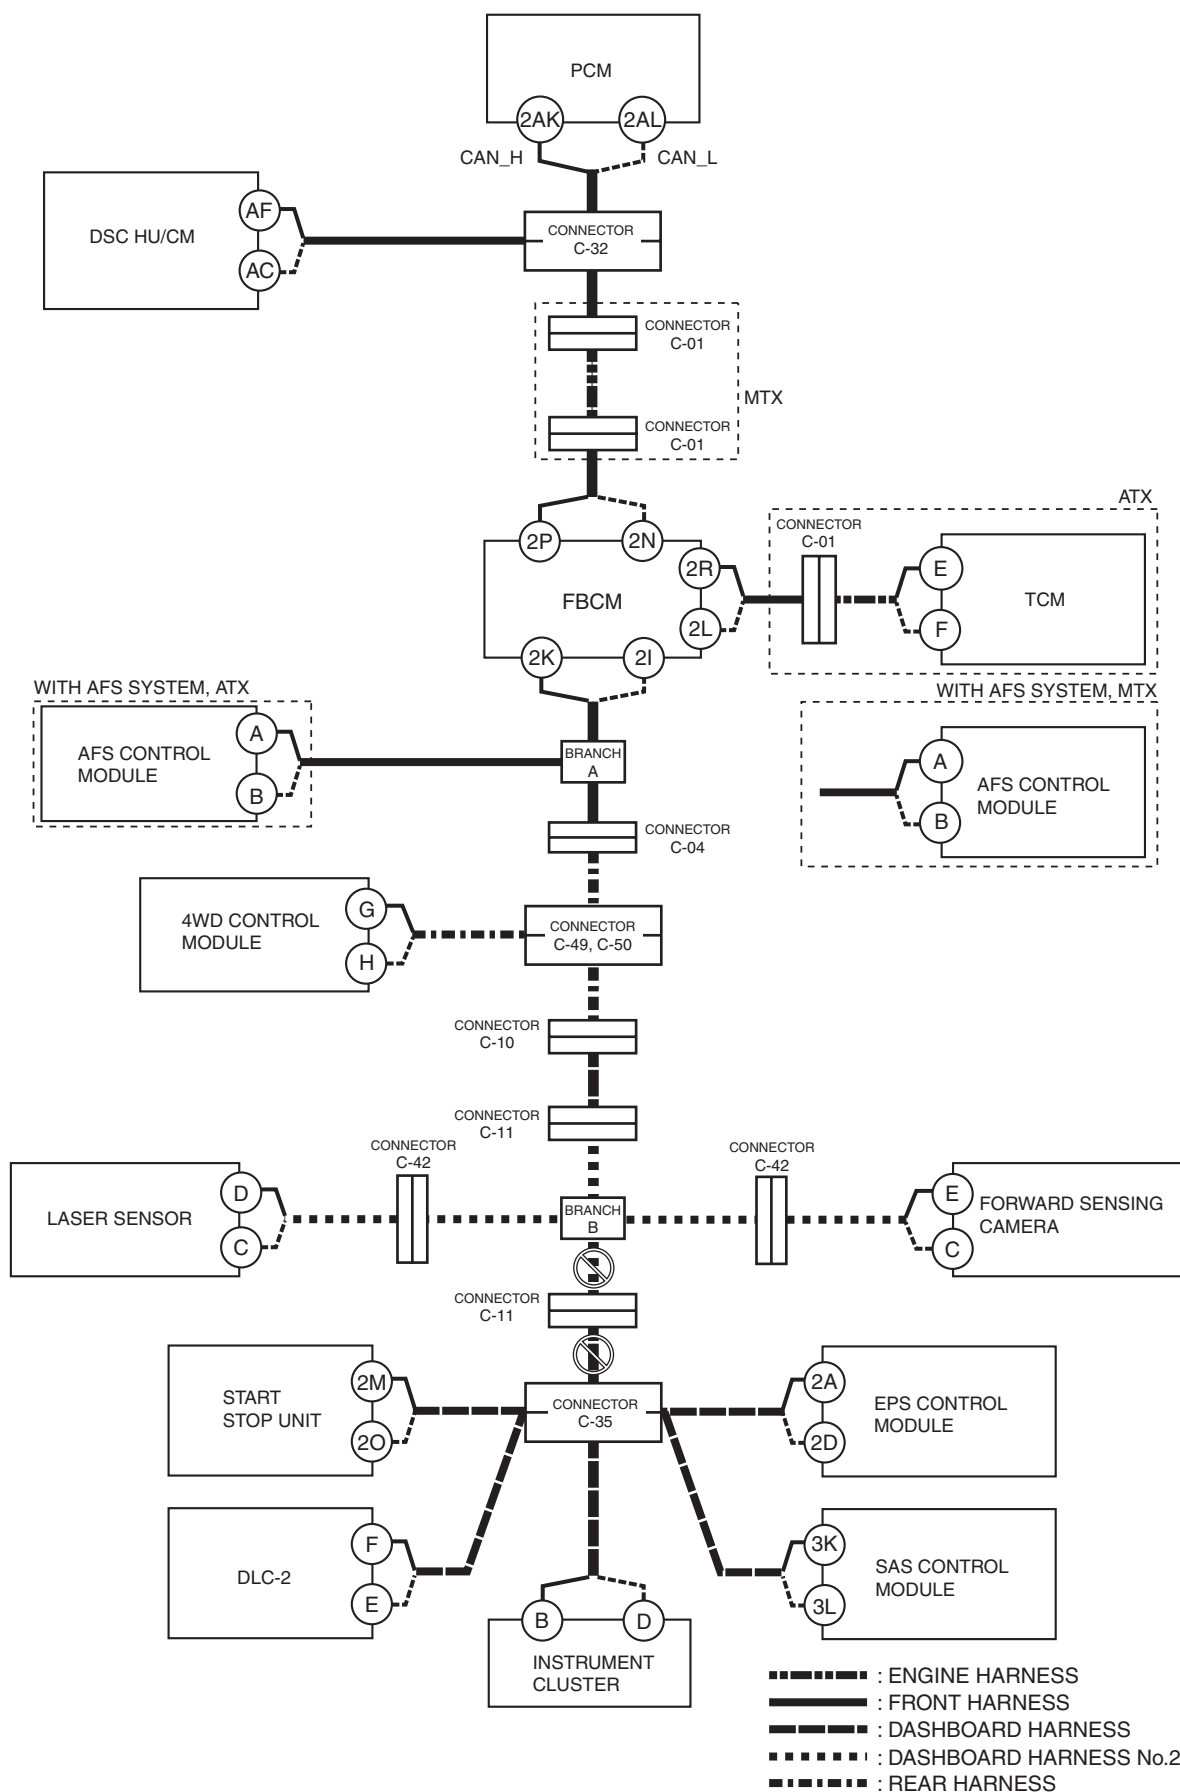 PCM
2AK
2AL
CAN_H
CAN_L
AF
DSC HU/CM
AC
CONNECTOR
C-32
CONNECTOR
C-01
MTX
CONNECTOR
C-01
ATX
2P
2N
CONNECTOR
C-01
2R
E
FBCM
TCM
2L
F
2K
2I
WITH AFS SYSTEM, ATX
WITH AFS SYSTEM, MTX
A
AFS CONTROL
MODULE
B
BRANCH
A
A
AFS CONTROL
MODULE
B
CONNECTOR
C-04
4WD CONTROL
MODULE
G
H
CONNECTOR
C-49, C-50
CONNECTOR
C-10
CONNECTOR
C-11
CONNECTOR
C-42
CONNECTOR
C-42
LASER SENSOR
D
C
BRANCH
B
E
C
FORWARD SENSING
CAMERA
CONNECTOR
C-11
START
STOP UNIT
2M
2O
CONNECTOR
C-35
2A
2D
EPS CONTROL
MODULE
DLC-2
F
E
3K
3L
SAS CONTROL
MODULE
B
D
INSTRUMENT
CLUSTER
: ENGINE HARNESS
: FRONT HARNESS
: DASHBOARD HARNESS
: DASHBOARD HARNESS No.2
: REAR HARNESS